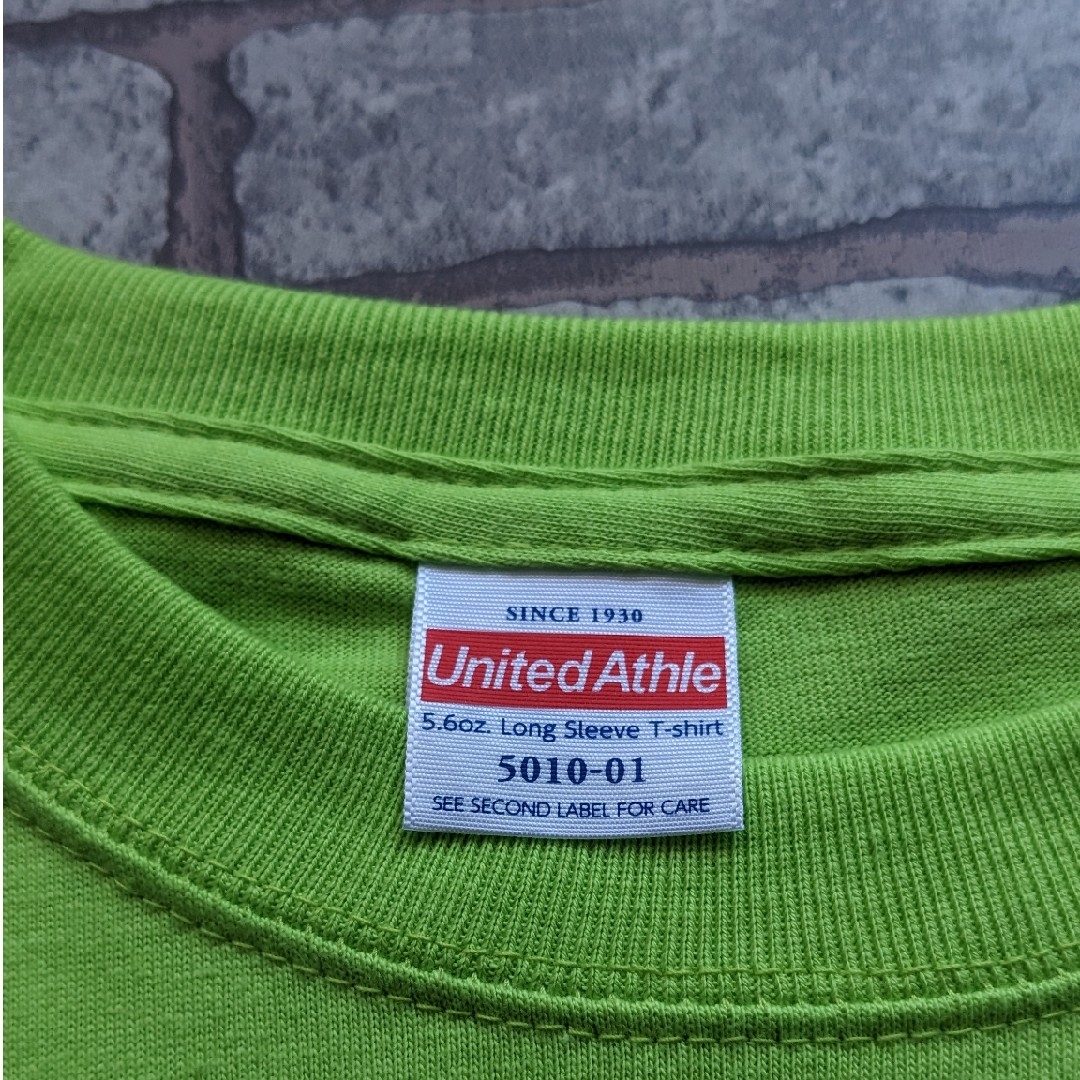 SINCE 1930
United Athle
5.6oz. Long Sleeve T-shirt
5010-01
SEE SECOND LABEL FOR CARE